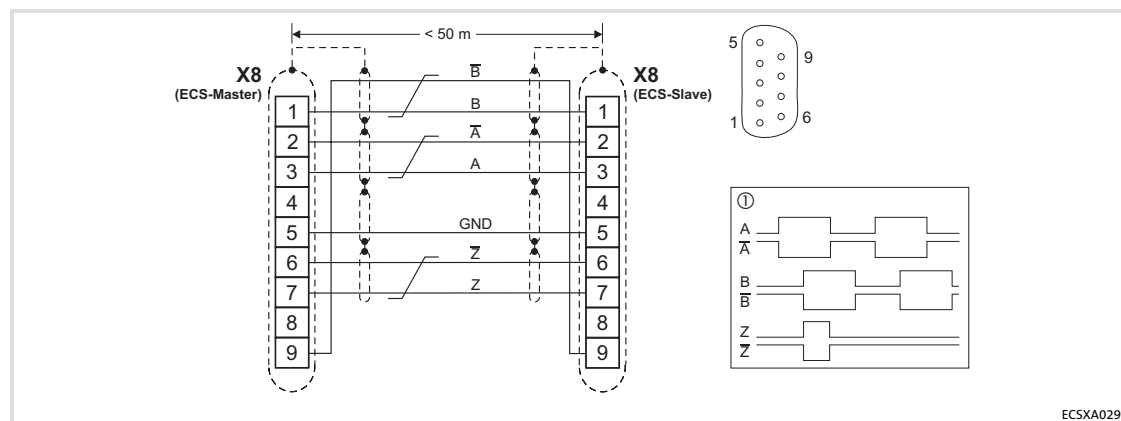 < 50 m
X8
(ECS-Master)
X8
(ECS-Slave)
B̅
B
A̅
A
GND
Z̅
Z
1
2
3
4
5
6
7
8
9
1
2
3
4
5
6
7
8
9
5
9
1
6
①
A
A̅
B
B̅
Z
Z̅
ECSXA029